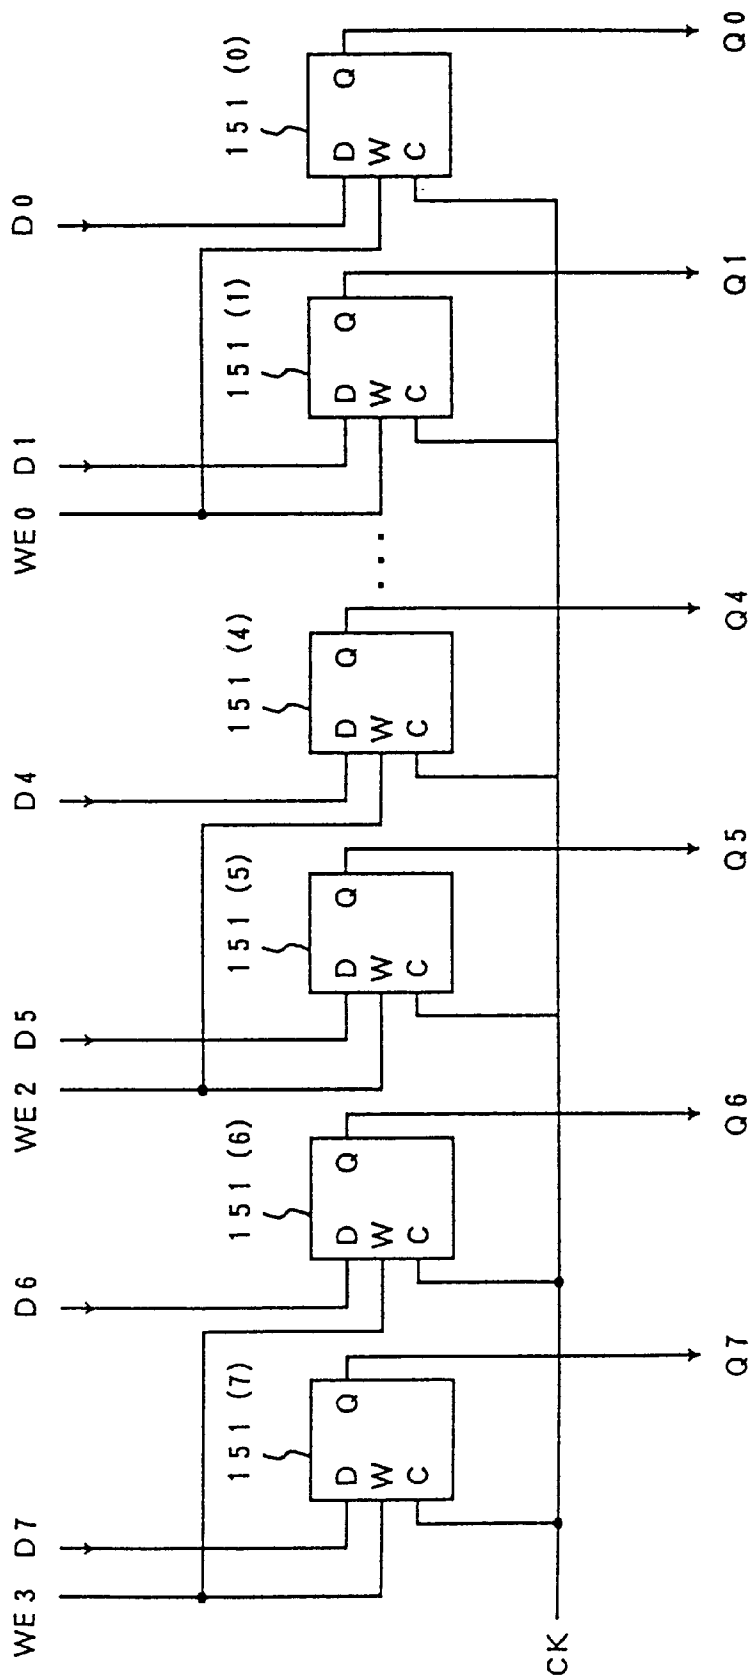 WE3 D7 D6 WE2 D5 D4 WE0 D1 D0
151 (7) 151 (6) 151 (5) 151 (4) 151 (1) 151 (0)
D Q D Q D Q D Q D Q D Q
W W W W ... W W
C C C C C C
CK
Q7 Q6 Q5 Q4 Q1 Q0